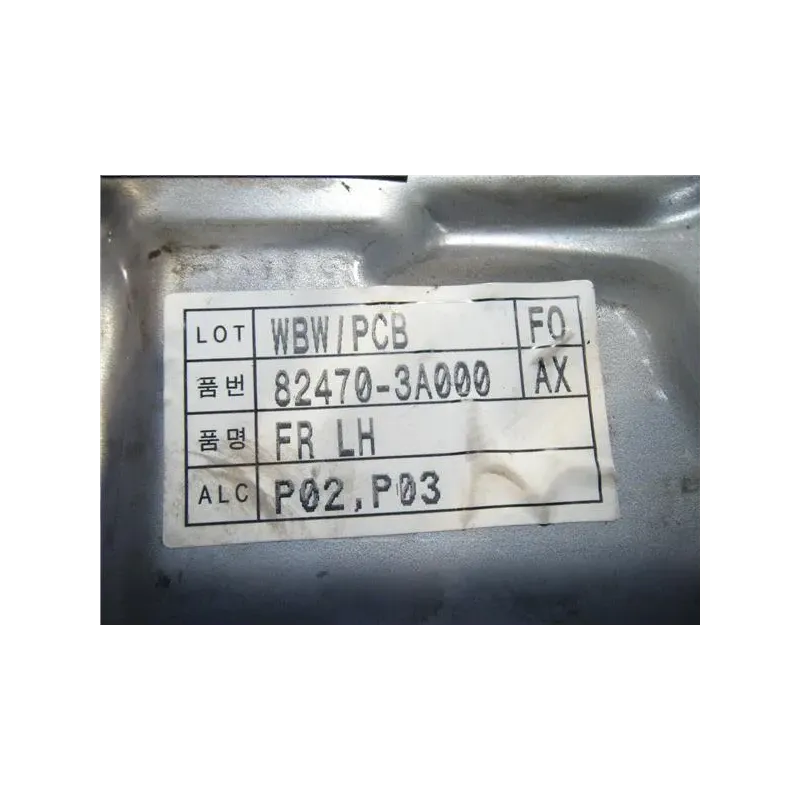 LOT WBW/PCB FO
품번 82470-3A000 AX
품명 FR LH
ALC P02,P03